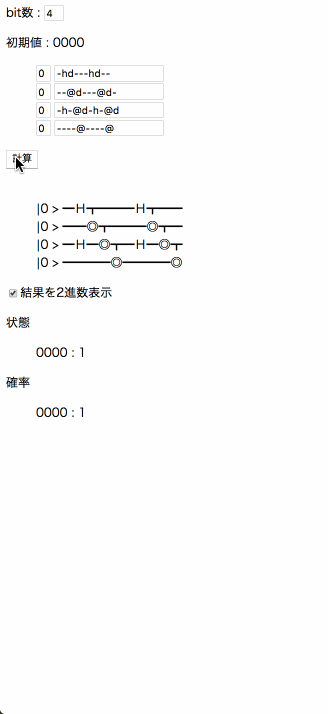 bit数 : 4
初期値 : 0000
0 -hd---hd--
0 --@d---@d-
0 -h-@d-h-@d
0 ----@----@
計算
|0 > ─H┬───H┬──
|0 > ──◎┬───◎┬─
|0 > ─H─◎┬─H─◎┬
|0 > ────◎────◎
結果を2進数表示
状態
0000 : 1
確率
0000 : 1